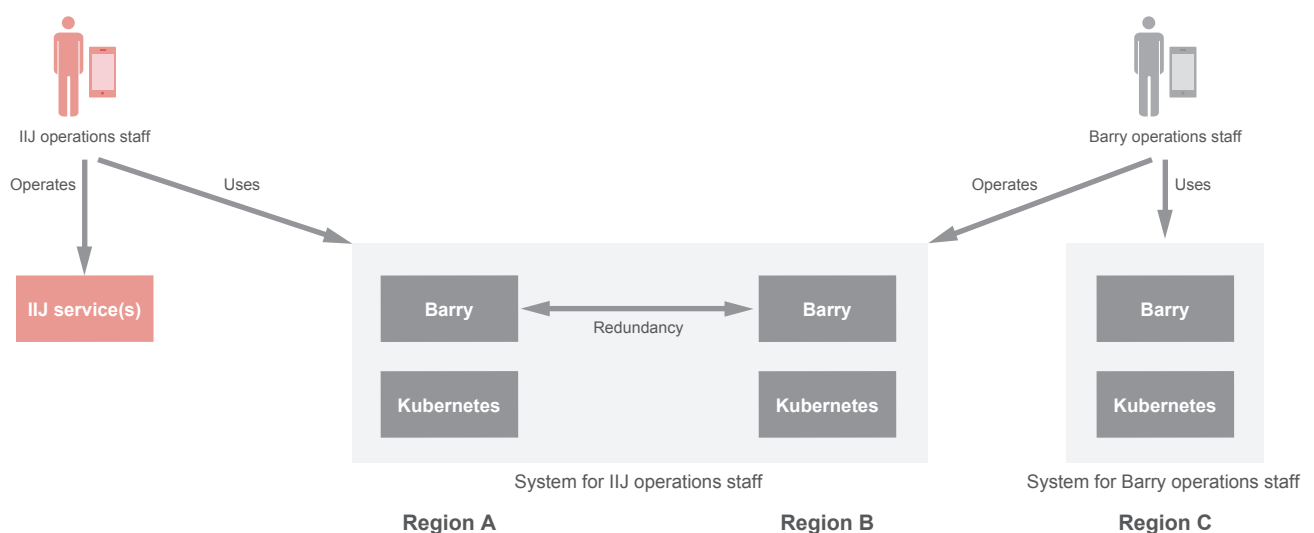 IIJ operations staff
Barry operations staff
Operates
Uses
Operates
Uses
IIJ service(s)
Barry
Redundancy
Barry
Barry
Kubernetes
Kubernetes
Kubernetes
System for IIJ operations staff
System for Barry operations staff
Region A
Region B
Region C